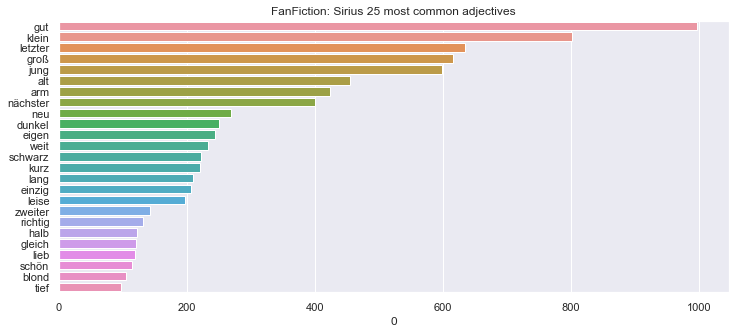 FanFiction: Sirius 25 most common adjectives
gut
klein
letzter
groß
jung
alt
arm
nächster
neu
dunkel
eigen
weit
schwarz
kurz
lang
einzig
leise
zweiter
richtig
halb
gleich
lieb
schön
blond
tief
0 200 400 600 800 1000
0